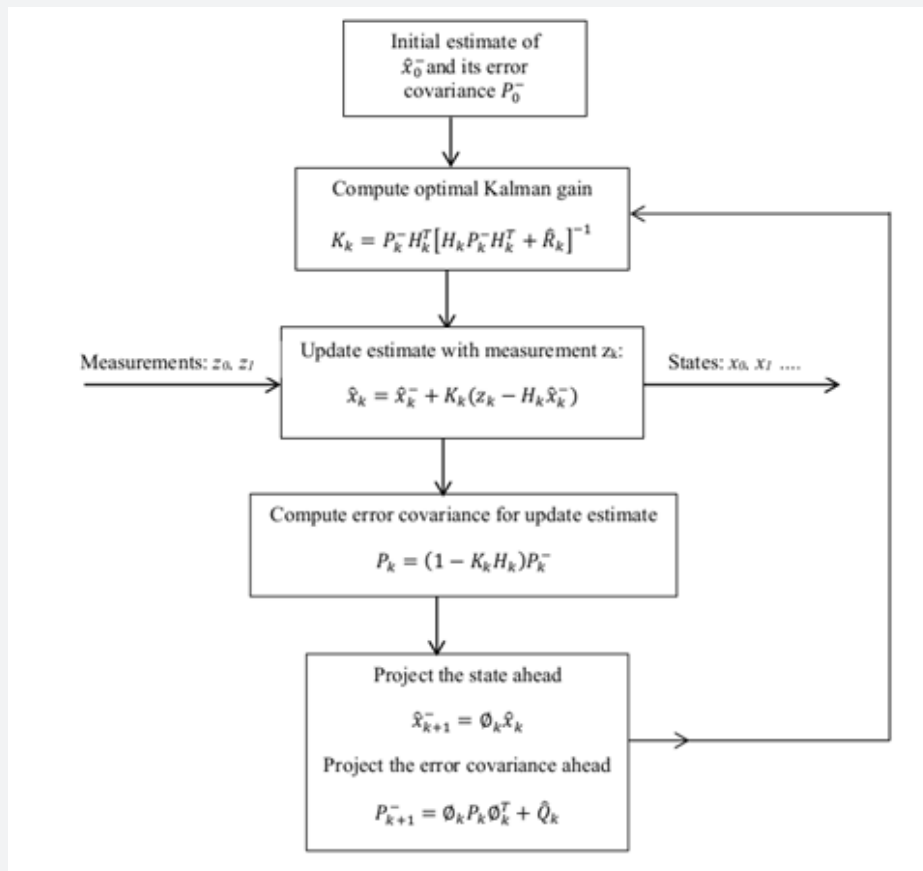 Initial estimate of
x̂₀⁻ and its error
covariance P₀⁻
Compute optimal Kalman gain
Kₖ = Pₖ⁻Hₖᵀ[HₖPₖ⁻Hₖᵀ + R̂ₖ]⁻¹
Measurements: z₀, z₁
Update estimate with measurement zₖ:
x̂ₖ = x̂ₖ⁻ + Kₖ(zₖ − Hₖx̂ₖ⁻)
States: x₀, x₁ ....
Compute error covariance for update estimate
Pₖ = (1 − KₖHₖ)Pₖ⁻
Project the state ahead
x̂ₖ₊₁⁻ = ∅ₖx̂ₖ
Project the error covariance ahead
Pₖ₊₁⁻ = ∅ₖPₖ∅ₖᵀ + Q̂ₖ